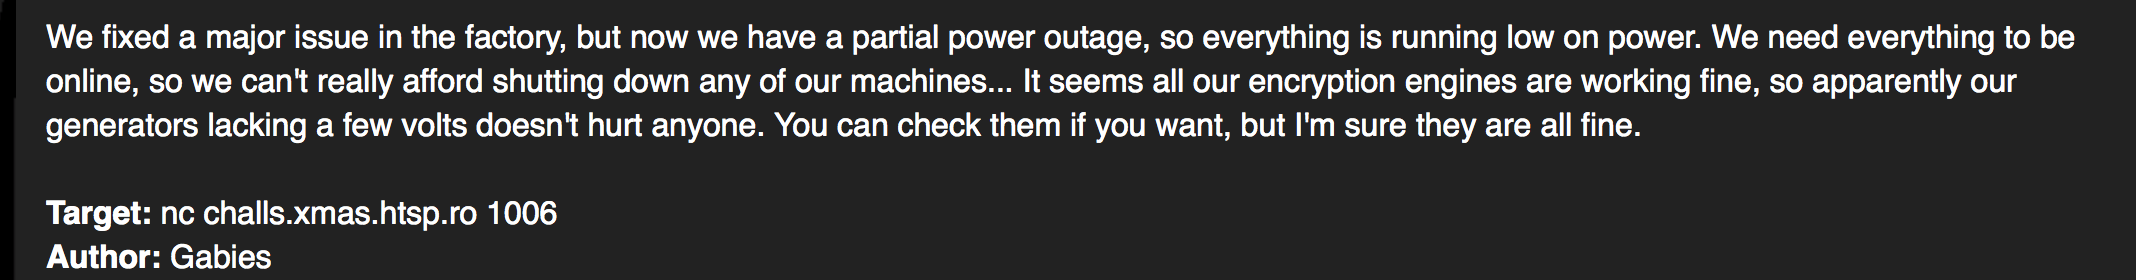 We fixed a major issue in the factory, but now we have a partial power outage, so everything is running low on power. We need everything to be
online, so we can't really afford shutting down any of our machines... It seems all our encryption engines are working fine, so apparently our
generators lacking a few volts doesn't hurt anyone. You can check them if you want, but I'm sure they are all fine.
Target: nc challs.xmas.htsp.ro 1006
Author: Gabies